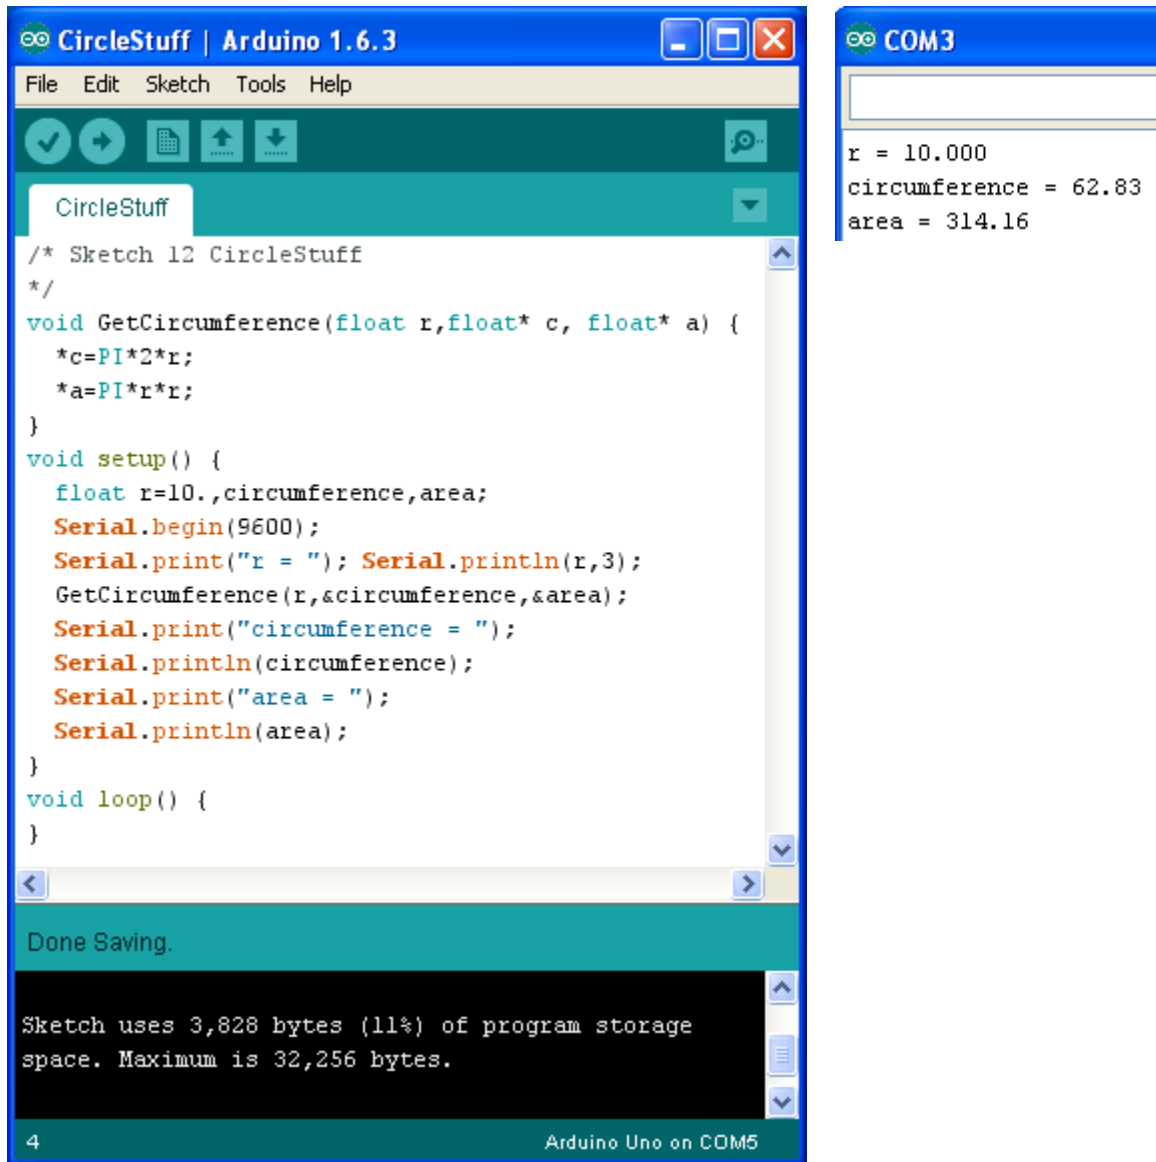 CircleStuff | Arduino 1.6.3
File Edit Sketch Tools Help
CircleStuff
/* Sketch 12 CircleStuff
*/
void GetCircumference(float r,float* c, float* a) {
  *c=PI*2*r;
  *a=PI*r*r;
}
void setup() {
  float r=10.,circumference,area;
  Serial.begin(9600);
  Serial.print("r = "); Serial.println(r,3);
  GetCircumference(r,&circumference,&area);
  Serial.print("circumference = ");
  Serial.println(circumference);
  Serial.print("area = ");
  Serial.println(area);
}
void loop() {
}
Done Saving.
Sketch uses 3,828 bytes (11%) of program storage
space. Maximum is 32,256 bytes.
4 Arduino Uno on COM5
COM3
r = 10.000
circumference = 62.83
area = 314.16